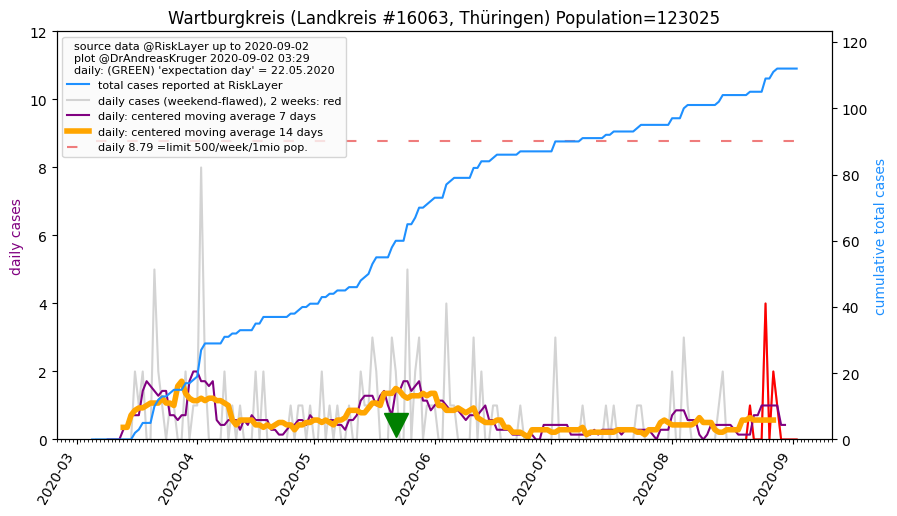 Wartburgkreis (Landkreis #16063, Thüringen) Population=123025
source data @RiskLayer up to 2020-09-02
plot @DrAndreasKruger 2020-09-02 03:29
daily: (GREEN) 'expectation day' = 22.05.2020
total cases reported at RiskLayer
daily cases (weekend-flawed), 2 weeks: red
daily: centered moving average 7 days
daily: centered moving average 14 days
daily 8.79 =limit 500/week/1mio pop.
daily cases
12
10
8
6
4
2
0
cumulative total cases
120
100
80
60
40
20
0
2020-03
2020-04
2020-05
2020-06
2020-07
2020-08
2020-09